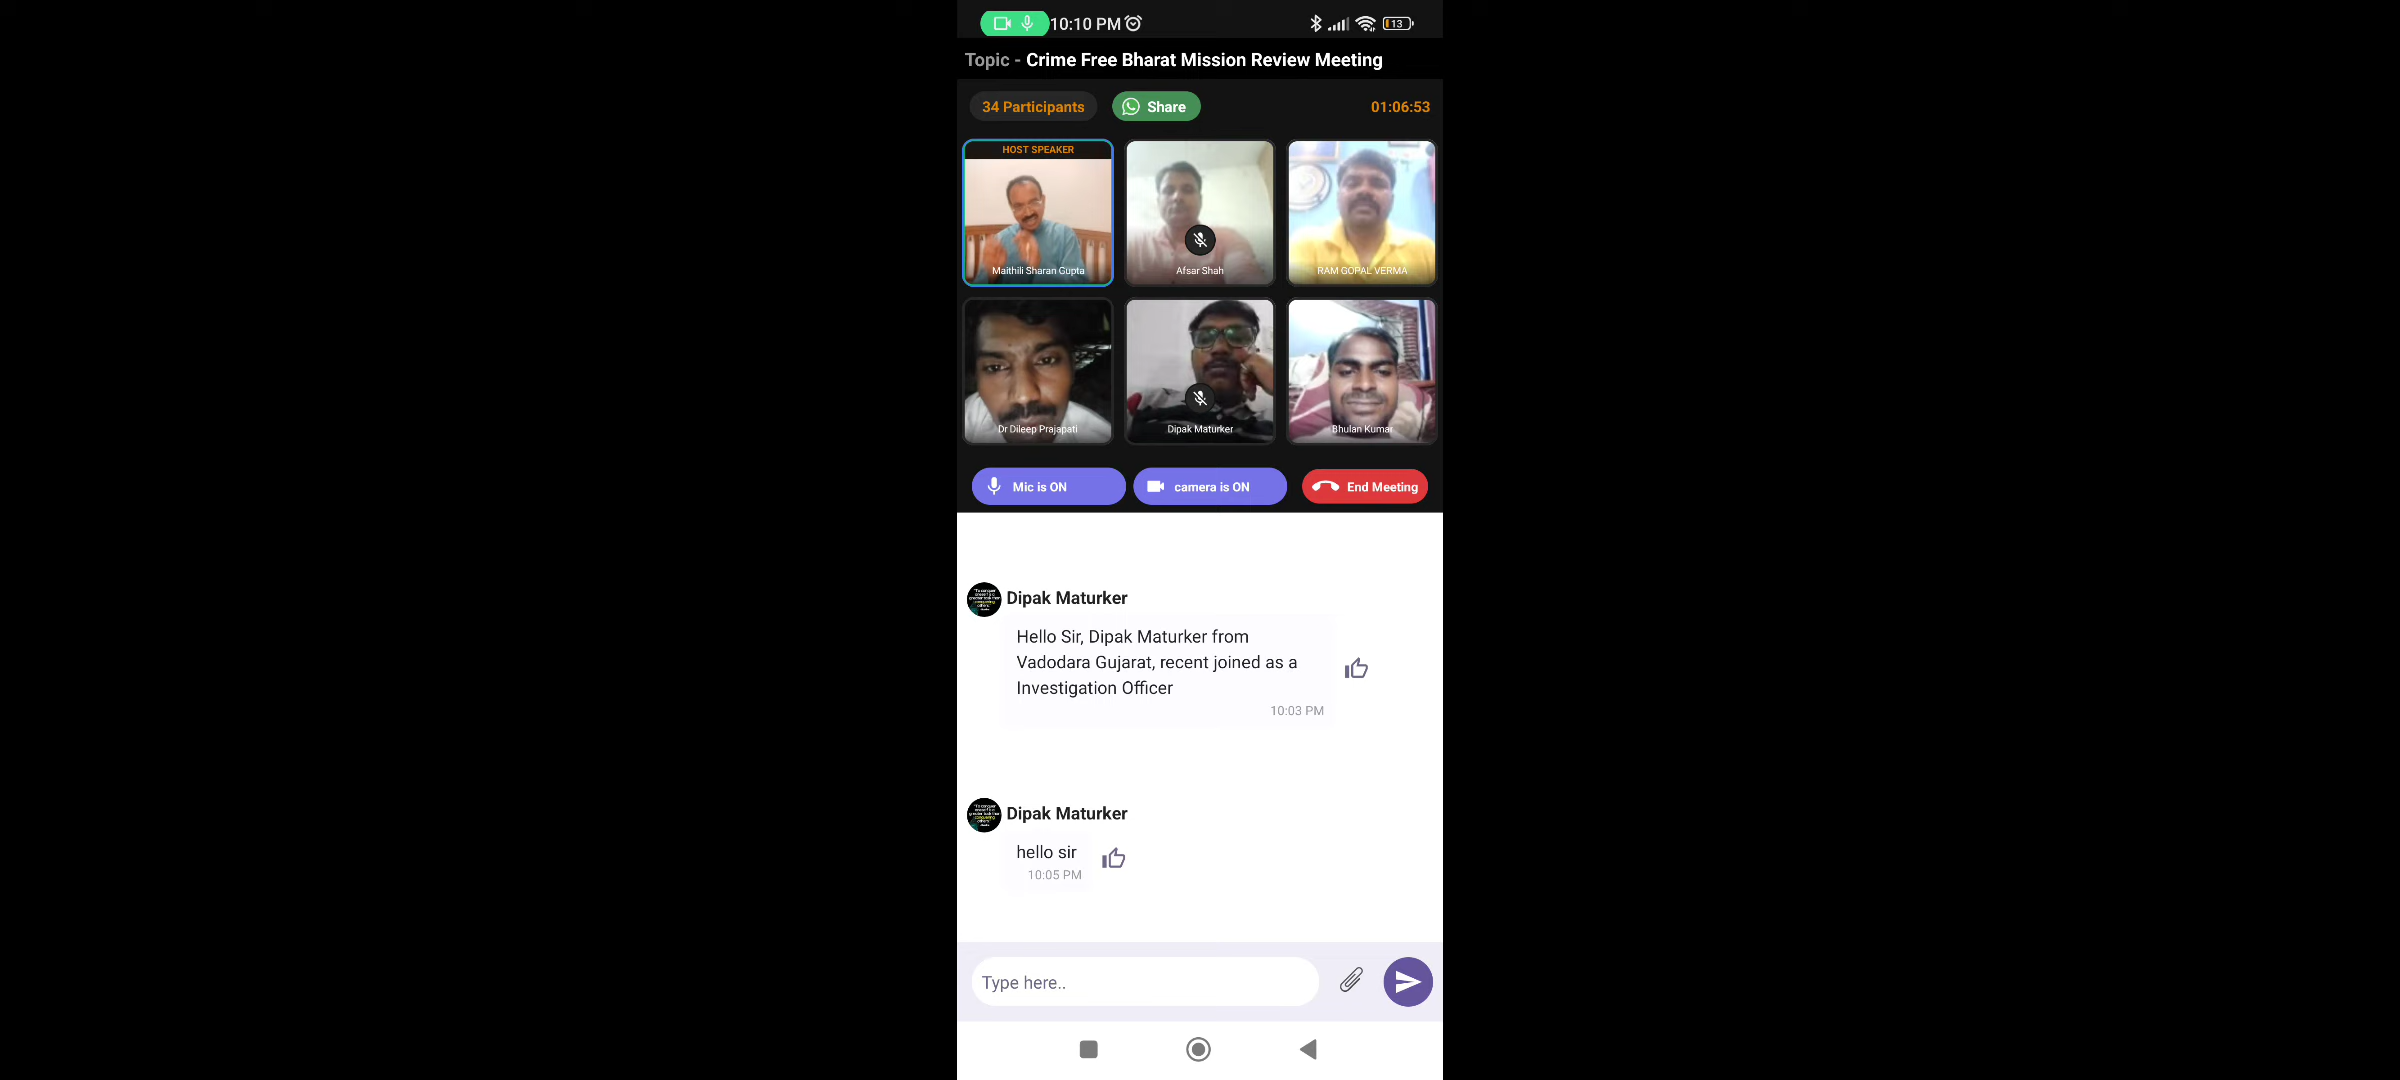 10:10 PM
13
Topic - Crime Free Bharat Mission Review Meeting
34 Participants
Share
01:06:53
HOST SPEAKER
Maithili Sharan Gupta
Afsar Shah
RAM GOPAL VERMA
Dr Dileep Prajapati
Dipak Maturker
Bhulan Kumar
Mic is ON
camera is ON
End Meeting
Dipak Maturker
Hello Sir, Dipak Maturker from
Vadodara Gujarat, recent joined as a
Investigation Officer
10:03 PM
Dipak Maturker
hello sir
10:05 PM
Type here..